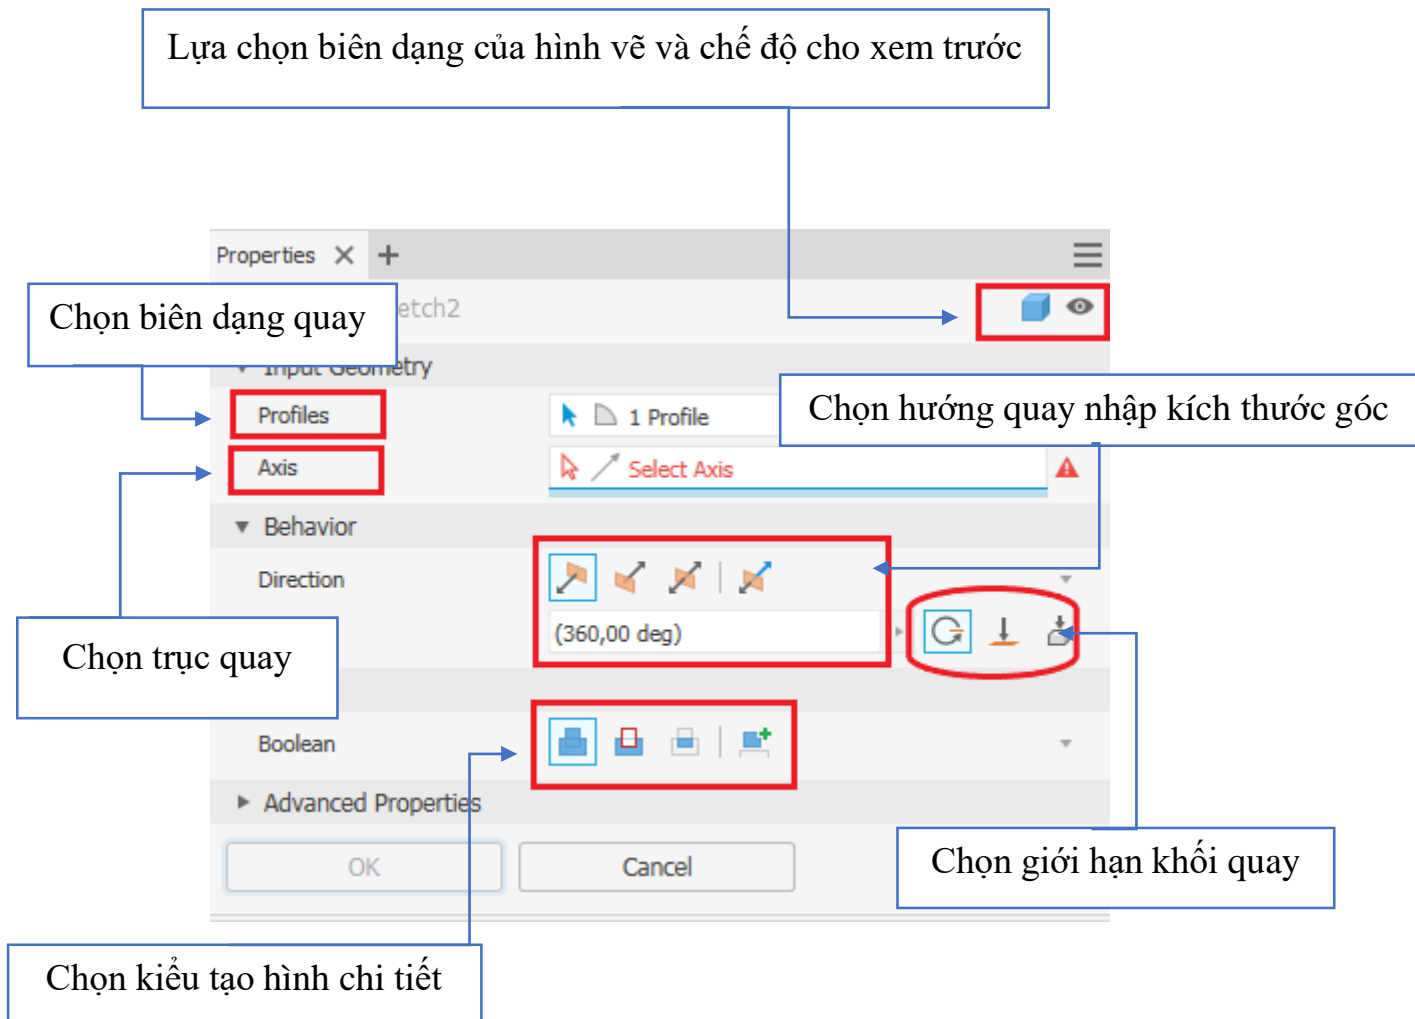 Lựa chọn biên dạng của hình vẽ và chế độ cho xem trước
Properties
Chọn biên dạng quay
etch2
Input Geometry
Profiles
1 Profile
Chọn hướng quay nhập kích thước góc
Axis
Select Axis
Behavior
Direction
(360,00 deg)
Chọn trục quay
Boolean
Advanced Properties
OK
Cancel
Chọn giới hạn khối quay
Chọn kiểu tạo hình chi tiết